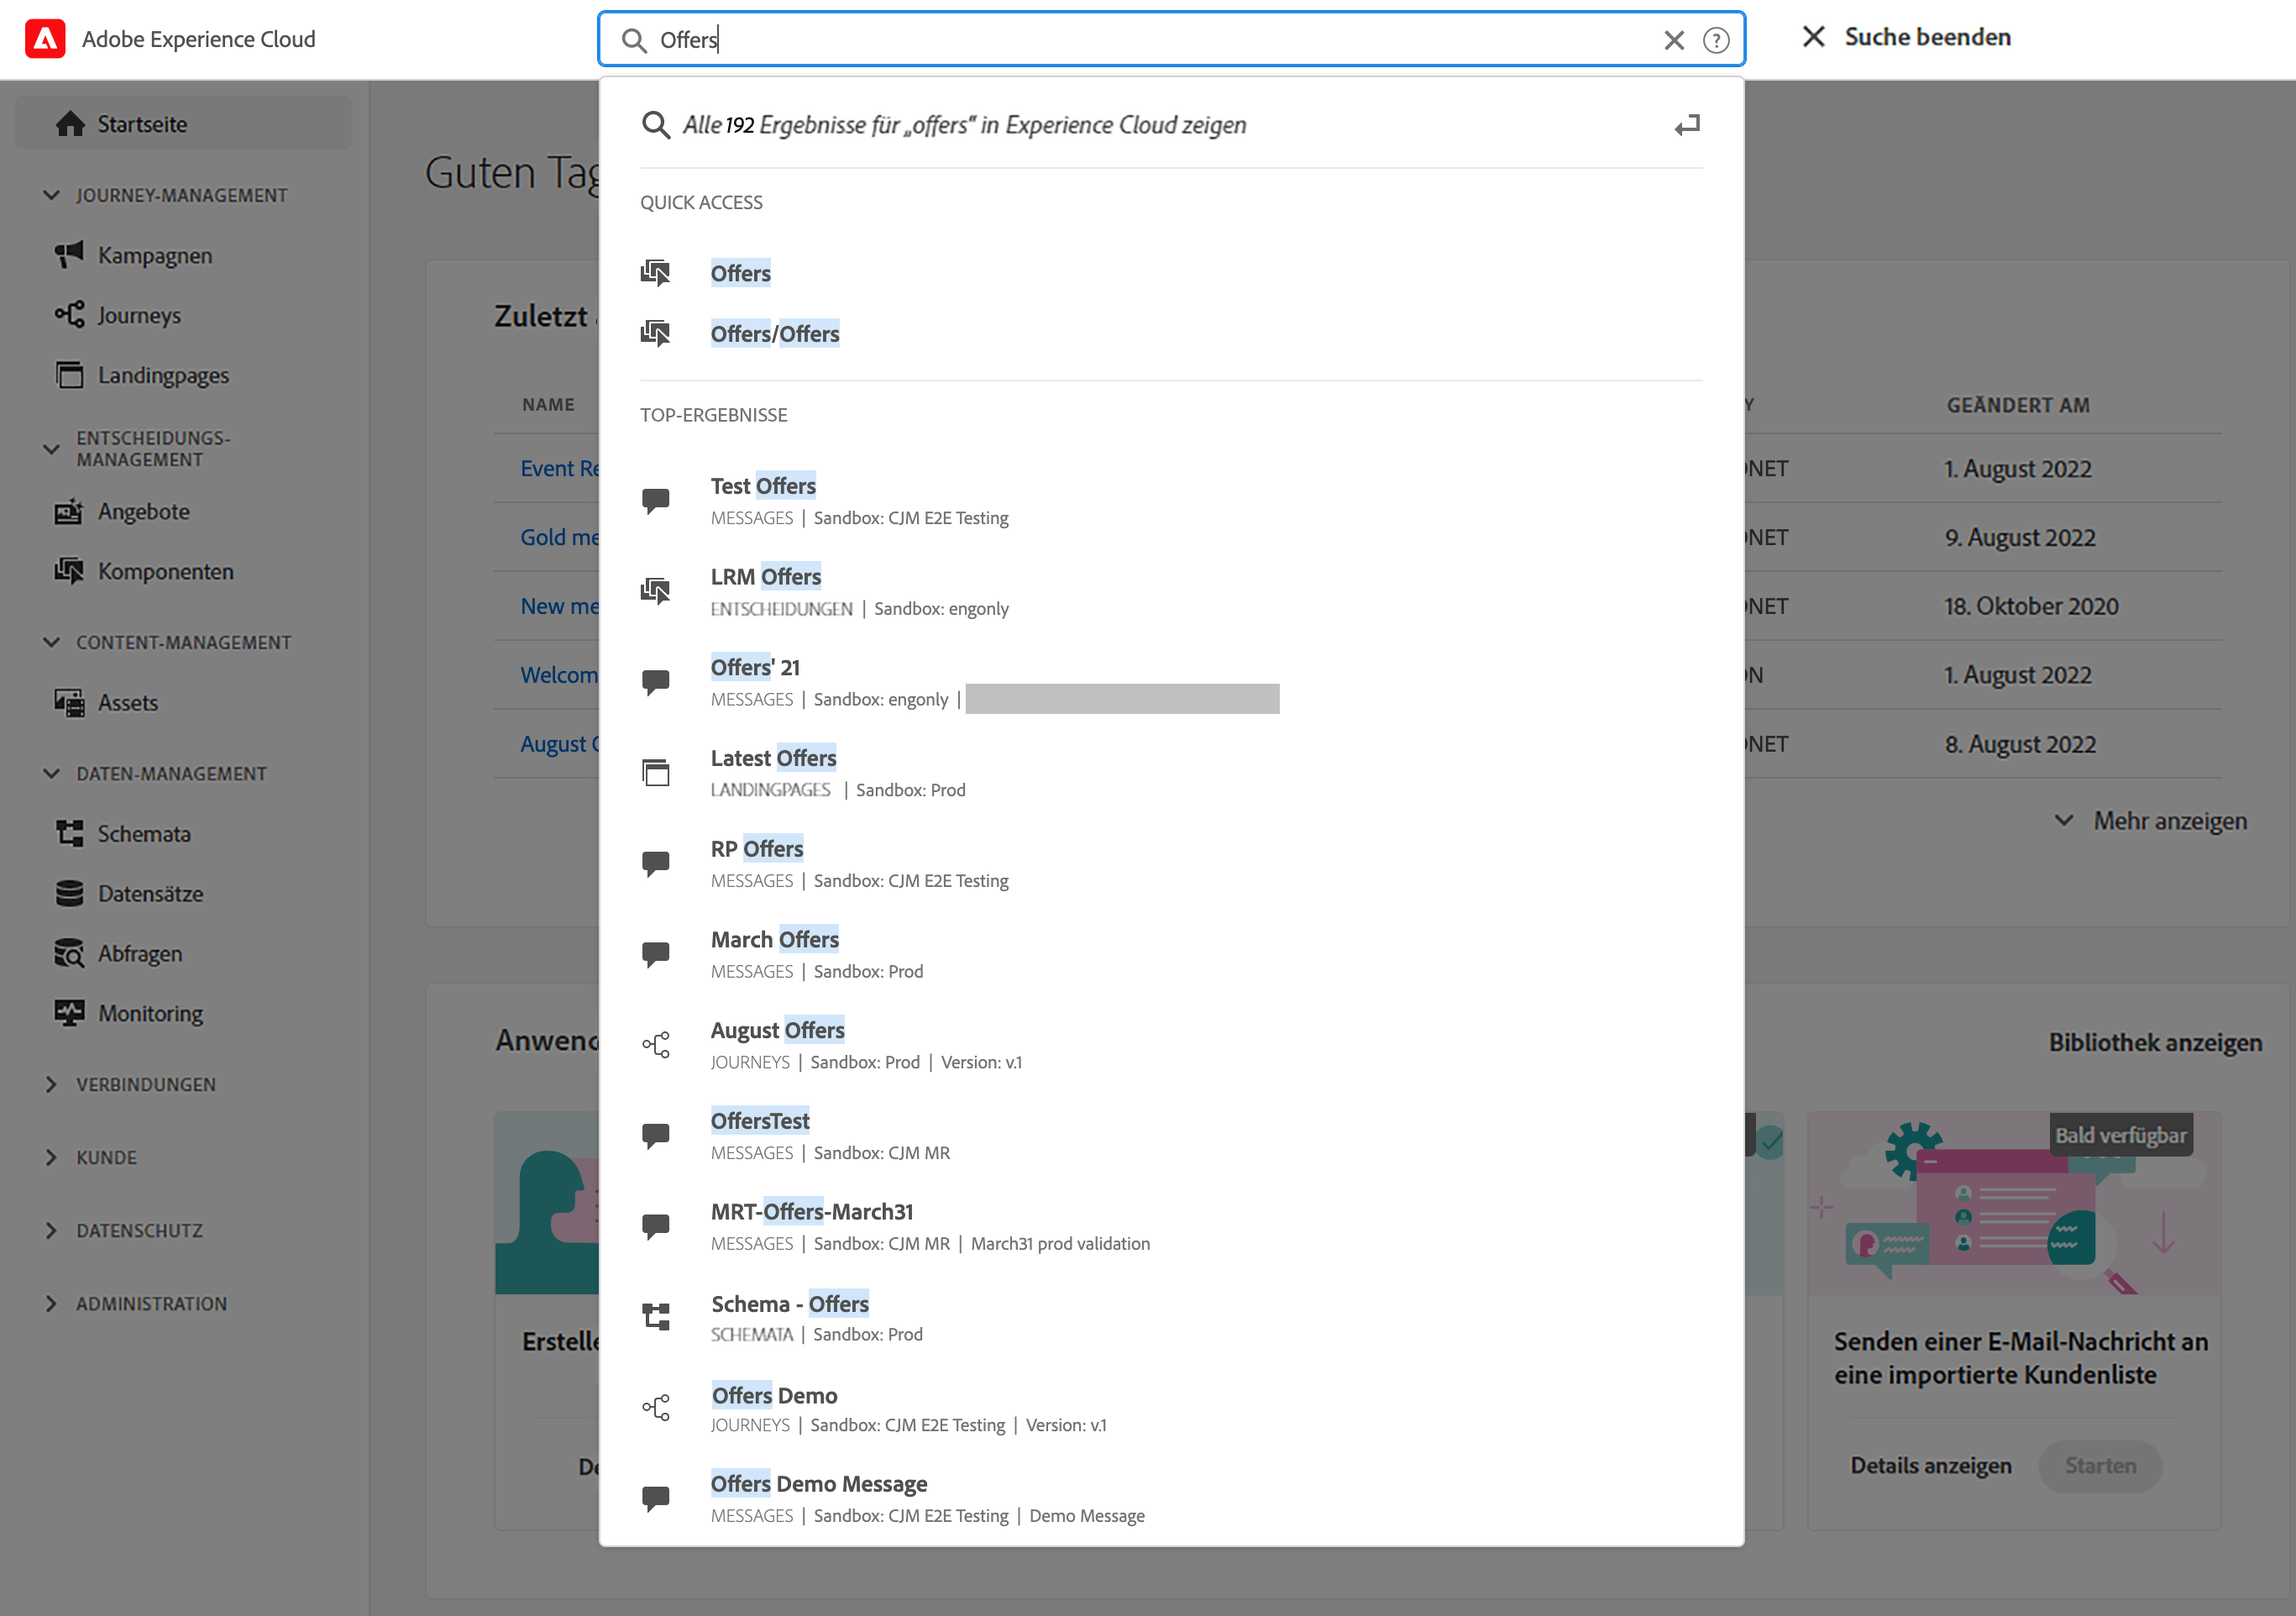 Adobe Experience Cloud
Offers
Suche beenden
Startseite
JOURNEY-MANAGEMENT
Kampagnen
Journeys
Landingpages
ENTSCHEIDUNGS-
MANAGEMENT
Angebote
Komponenten
CONTENT-MANAGEMENT
Assets
DATEN-MANAGEMENT
Schemata
Datensätze
Abfragen
Monitoring
VERBINDUNGEN
KUNDE
DATENSCHUTZ
ADMINISTRATION
Guten Tag
Zuletzt
NAME
Event Re
Gold me
New me
Welcom
August
Alle 192 Ergebnisse für „offers“ in Experience Cloud zeigen
QUICK ACCESS
Offers
Offers/Offers
TOP-ERGEBNISSE
Test Offers
MESSAGES | Sandbox: CJM E2E Testing
LRM Offers
ENTSCHEIDUNGEN | Sandbox: engonly
Offers' 21
MESSAGES | Sandbox: engonly |
Latest Offers
LANDINGPAGES | Sandbox: Prod
RP Offers
MESSAGES | Sandbox: CJM E2E Testing
March Offers
MESSAGES | Sandbox: Prod
August Offers
JOURNEYS | Sandbox: Prod | Version: v.1
OffersTest
MESSAGES | Sandbox: CJM MR
MRT-Offers-March31
MESSAGES | Sandbox: CJM MR | March31 prod validation
Schema - Offers
SCHEMATA | Sandbox: Prod
Offers Demo
JOURNEYS | Sandbox: CJM E2E Testing | Version: v.1
Offers Demo Message
MESSAGES | Sandbox: CJM E2E Testing | Demo Message
Y
GEÄNDERT AM
NET
1. August 2022
NET
9. August 2022
NET
18. Oktober 2020
N
1. August 2022
NET
8. August 2022
Mehr anzeigen
Anwend
Bibliothek anzeigen
Erstelle
De
Bald verfügbar
Senden einer E-Mail-Nachricht an
eine importierte Kundenliste
Details anzeigen
Starten